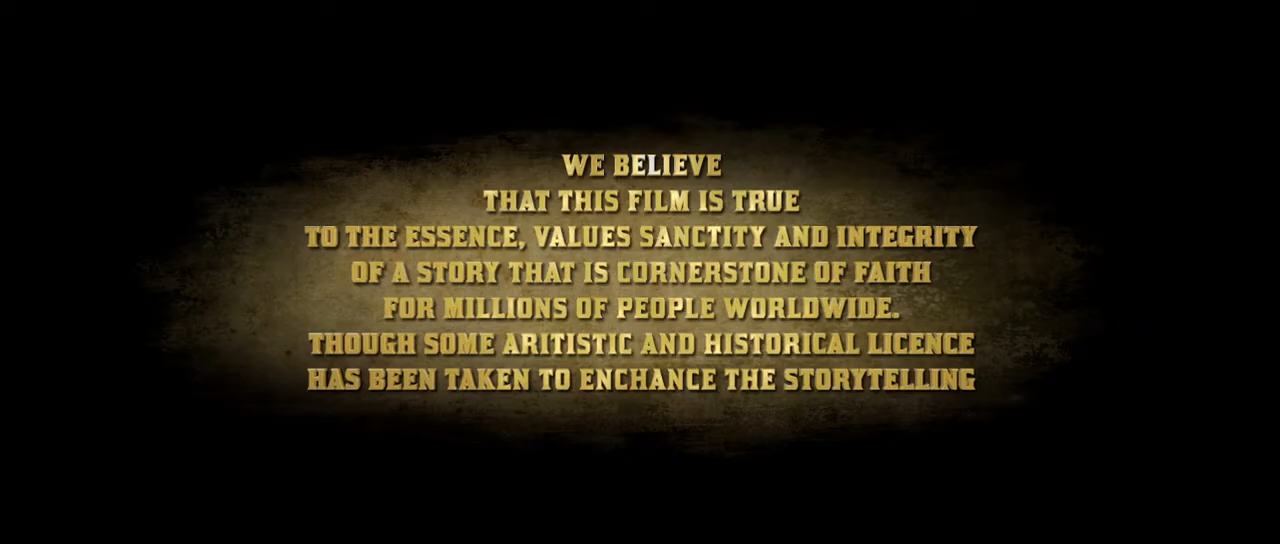 WE BELIEVE
THAT THIS FILM IS TRUE
TO THE ESSENCE, VALUES SANCTITY AND INTEGRITY
OF A STORY THAT IS CORNERSTONE OF FAITH
FOR MILLIONS OF PEOPLE WORLDWIDE.
THOUGH SOME ARITISTIC AND HISTORICAL LICENCE
HAS BEEN TAKEN TO ENCHANCE THE STORYTELLING